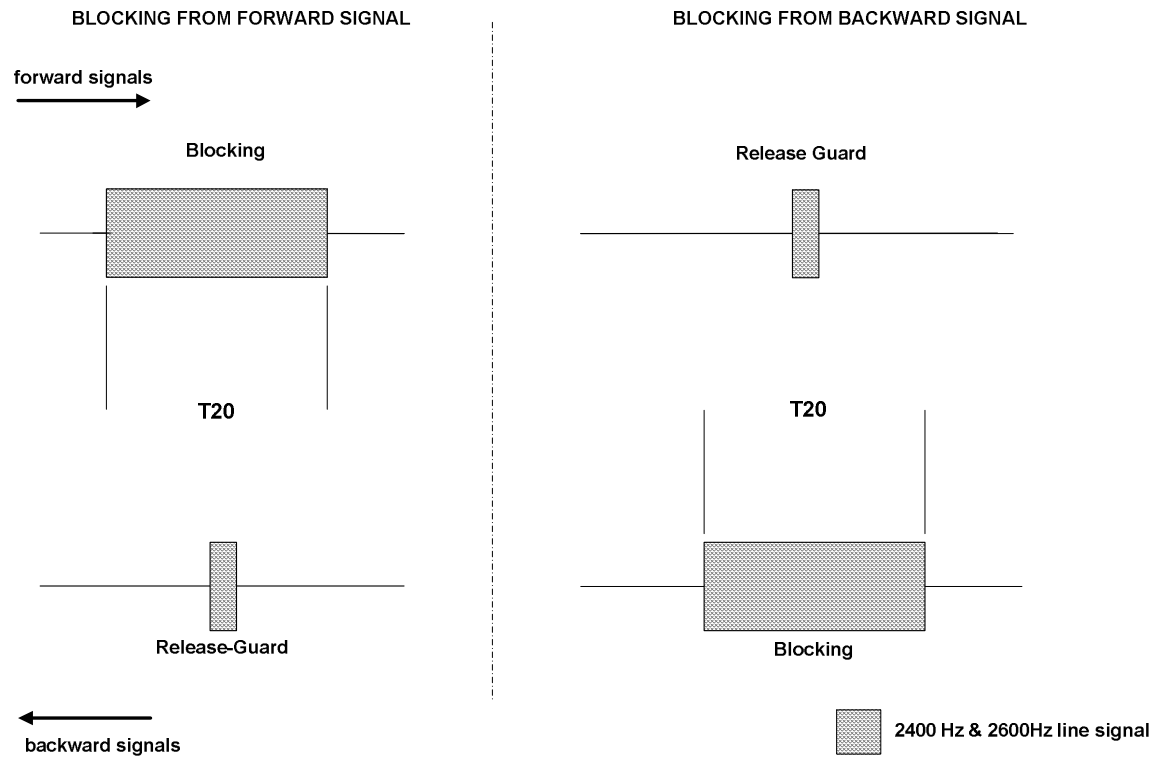 BLOCKING FROM FORWARD SIGNAL
forward signals
Blocking
T20
Release-Guard
backward signals
BLOCKING FROM BACKWARD SIGNAL
Release Guard
T20
Blocking
2400 Hz & 2600Hz line signal